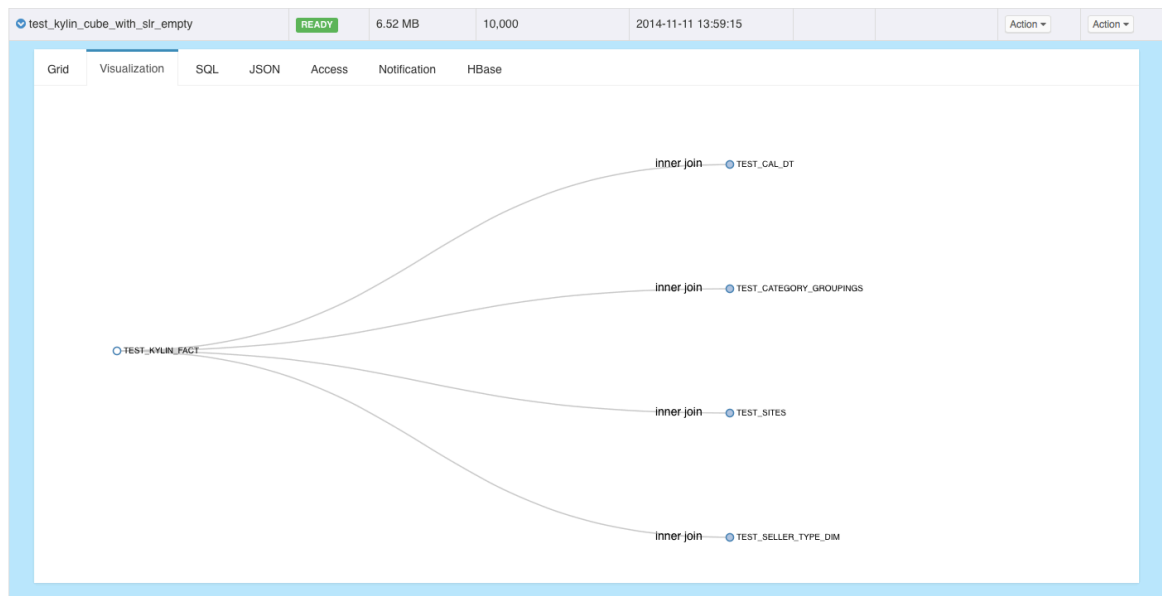 test_kylin_cube_with_slr_empty READY 6.52 MB 10,000 2014-11-11 13:59:15 Action Action
Grid Visualization SQL JSON Access Notification HBase
inner join TEST_CAL_DT
inner join TEST_CATEGORY_GROUPINGS
TEST_KYLIN_FACT
inner join TEST_SITES
inner join TEST_SELLER_TYPE_DIM